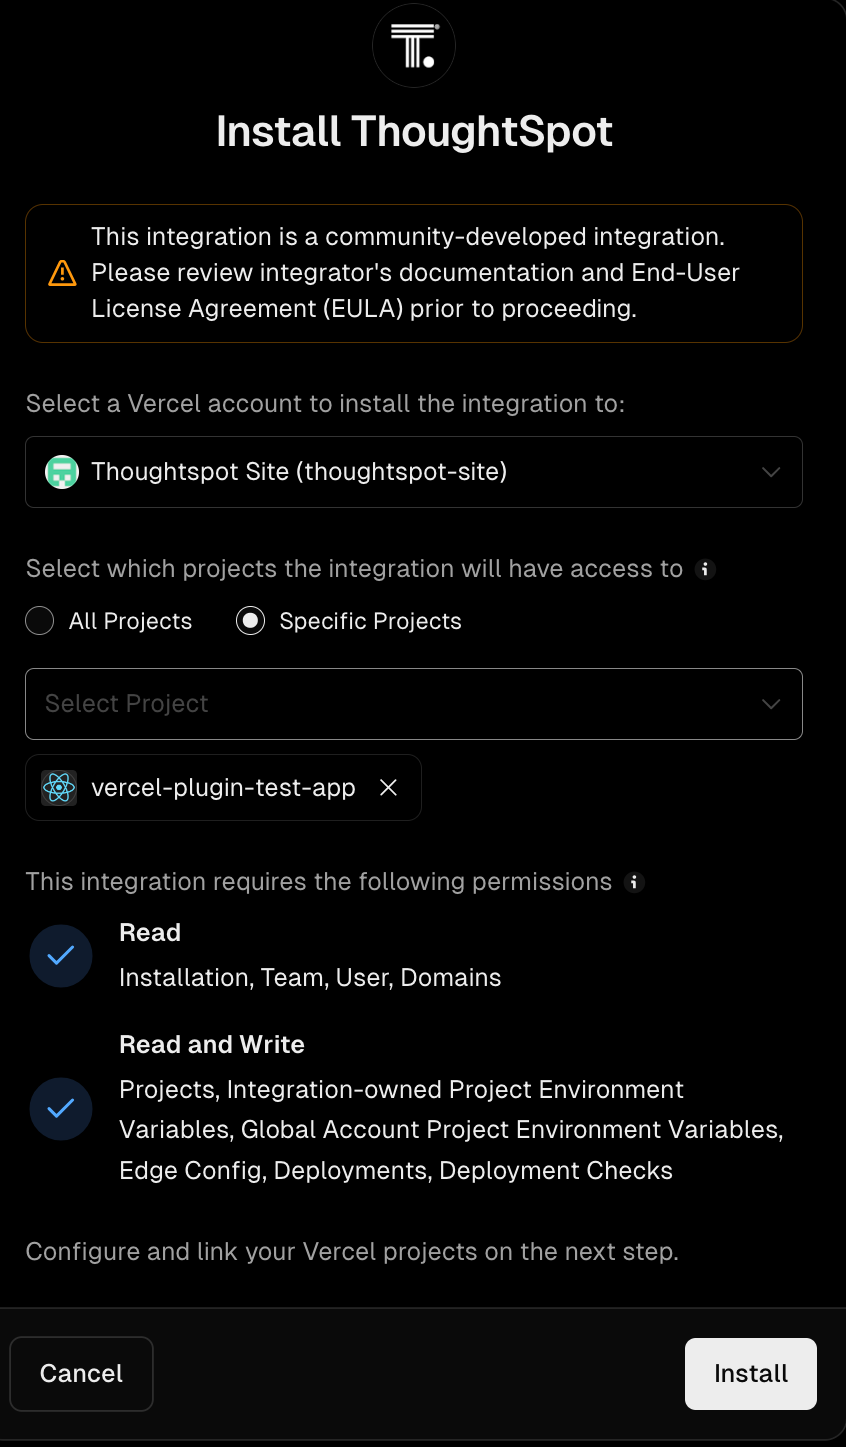 Install ThoughtSpot
This integration is a community-developed integration.
Please review integrator's documentation and End-User
License Agreement (EULA) prior to proceeding.
Select a Vercel account to install the integration to:
Thoughtspot Site (thoughtspot-site)
Select which projects the integration will have access to
All Projects
Specific Projects
Select Project
vercel-plugin-test-app
This integration requires the following permissions
Read
Installation, Team, User, Domains
Read and Write
Projects, Integration-owned Project Environment
Variables, Global Account Project Environment Variables,
Edge Config, Deployments, Deployment Checks
Configure and link your Vercel projects on the next step.
Cancel
Install